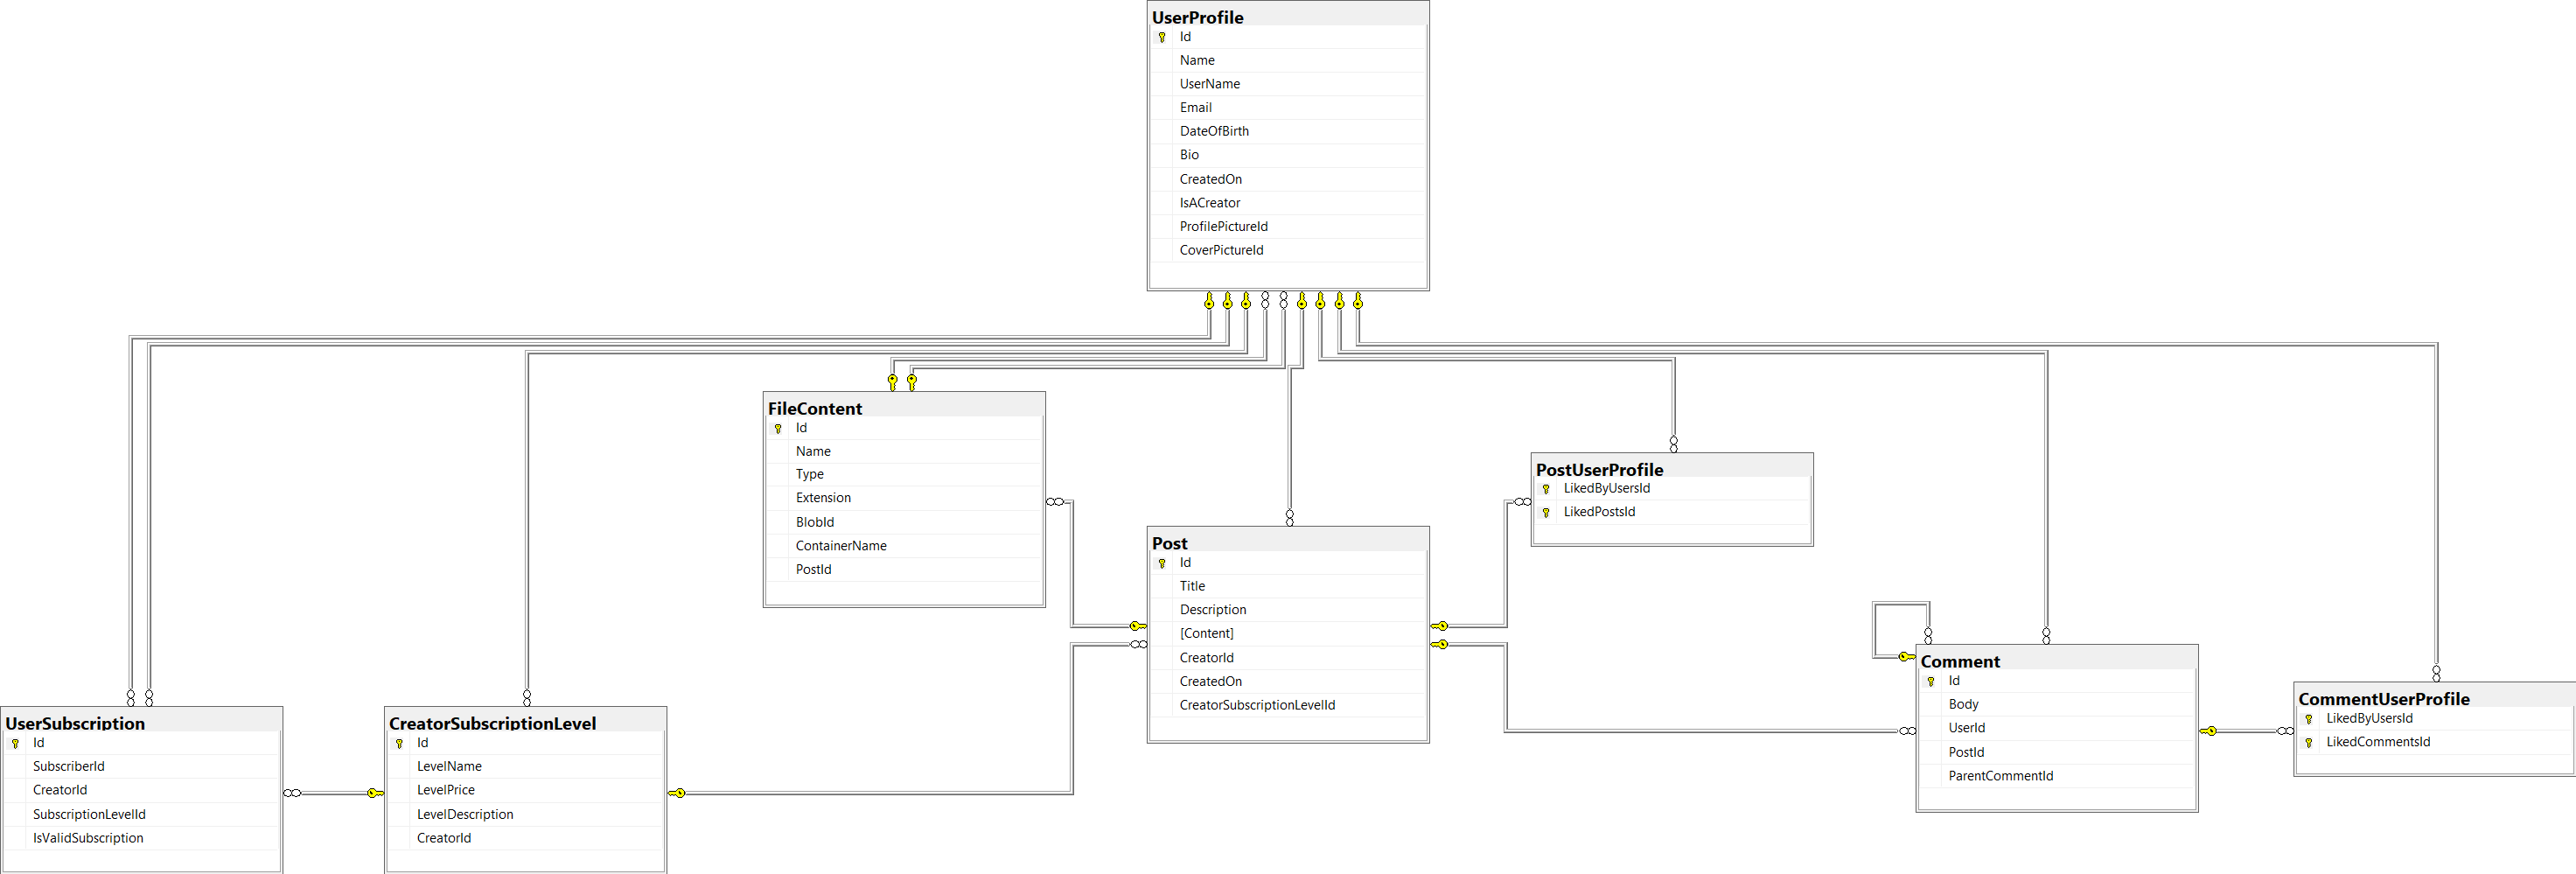 UserProfile
Id
Name
UserName
Email
DateOfBirth
Bio
CreatedOn
IsACreator
ProfilePictureId
CoverPictureId
FileContent
Id
Name
Type
Extension
BlobId
ContainerName
PostId
PostUserProfile
LikedByUsersId
LikedPostsId
Post
Id
Title
Description
[Content]
CreatorId
CreatedOn
CreatorSubscriptionLevelId
Comment
Id
Body
UserId
PostId
ParentCommentId
CommentUserProfile
LikedByUsersId
LikedCommentsId
UserSubscription
Id
SubscriberId
CreatorId
SubscriptionLevelId
IsValidSubscription
CreatorSubscriptionLevel
Id
LevelName
LevelPrice
LevelDescription
CreatorId